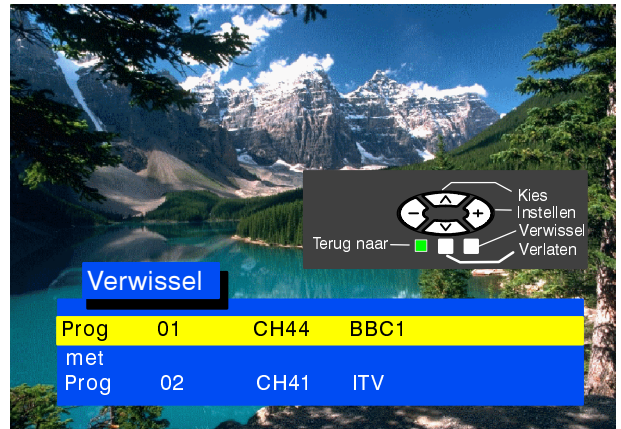 Kies
Instellen
Verwissel
Terug naar
Verlaten
Verwissel
Prog 01 CH44 BBC1
met
Prog 02 CH41 ITV